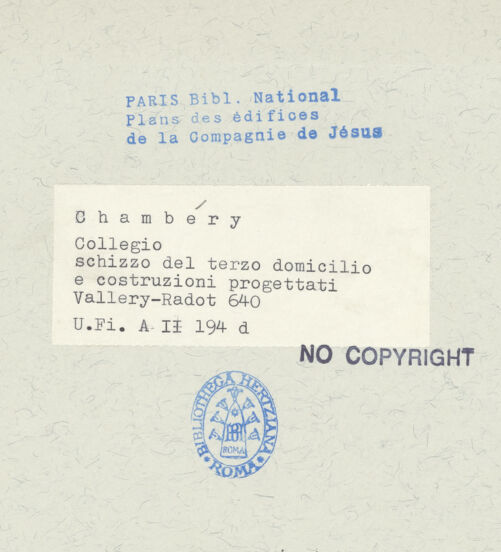 PARIS Bibl. National
Plans des édifices
de la Compagnie de Jésus
Chambéry
Collegio
schizzo del terzo domicilio
e costruzioni progettati
Vallery-Radot 640
U.Fi. A II 194 d
NO COPYRIGHT
BIBLIOTHECA HERTZIANA
ROMA
ROMA